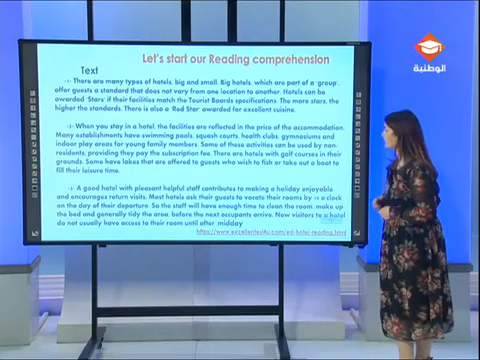 Let's start our Reading comprehension
Text
-1- There are many types of hotels, big and small. Big hotels, which are part of a 'group',
offer guests a standard that does not vary from one location to another. Hotels can be
awarded 'Stars' if their facilities match the Tourist Boards specifications. The more stars, the
higher the standards. There is also a 'Red Star' awarded for excellent cuisine.
-2- When you stay in a hotel, the facilities are reflected in the price of the accommodation.
Many establishments have swimming pools, squash courts, health clubs, gymnasiums and
indoor play areas for young family members. Some of these activities can be used by non-
residents, providing they pay the subscription fee. There are hotels with golf courses in their
grounds. Some have lakes that are offered to guests who wish to fish or take out a boat to
fill their leisure time.
-3- A good hotel with pleasant helpful staff contributes to making a holiday enjoyable
and encourages return visits. Most hotels ask their guests to vacate their rooms by
clock
on the day of their departure. So the staff will have enough time to clean the room, make up
the bed and generally tidy the area, before the next occupants arrive. New visitors to a hotel
do not usually have access to their room until after midday
https://www.excellentesl4u.com/esl-hotel-reading.html
الوطنية